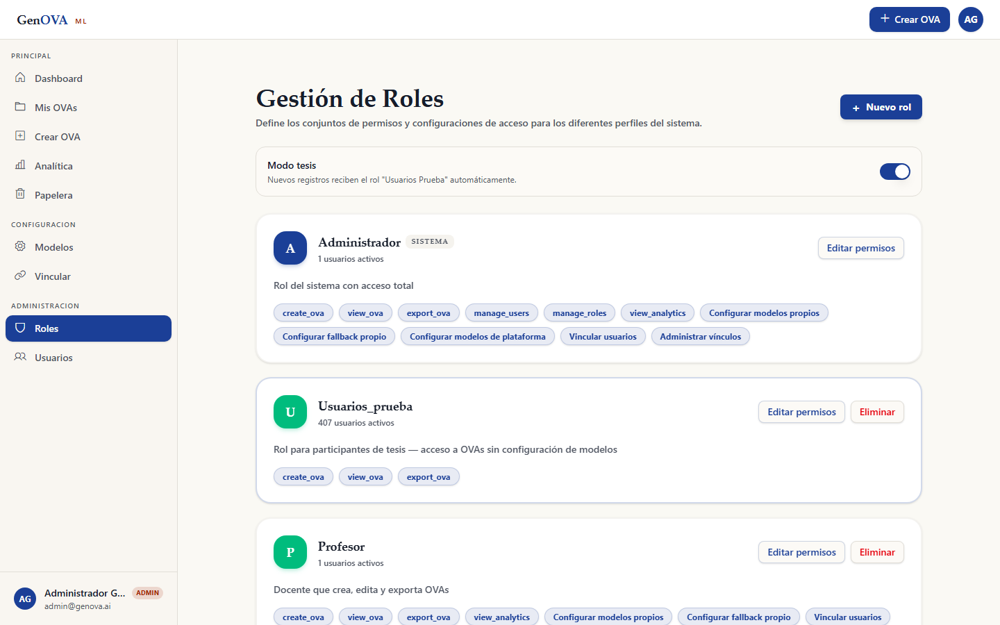 GenOVA ML
+ Crear OVA
AG
PRINCIPAL
Dashboard
Mis OVAs
Crear OVA
Analítica
Papelera
CONFIGURACION
Modelos
Vincular
ADMINISTRACION
Roles
Usuarios
AG
Administrador G...
ADMIN
admin@genova.ai
Gestión de Roles
Define los conjuntos de permisos y configuraciones de acceso para los diferentes perfiles del sistema.
+ Nuevo rol
Modo tesis
Nuevos registros reciben el rol "Usuarios Prueba" automáticamente.
A
Administrador SISTEMA
1 usuarios activos
Editar permisos
Rol del sistema con acceso total
create_ova view_ova export_ova manage_users manage_roles view_analytics Configurar modelos propios
Configurar fallback propio Configurar modelos de plataforma Vincular usuarios Administrar vínculos
U
Usuarios_prueba
407 usuarios activos
Editar permisos Eliminar
Rol para participantes de tesis — acceso a OVAs sin configuración de modelos
create_ova view_ova export_ova
P
Profesor
1 usuarios activos
Editar permisos Eliminar
Docente que crea, edita y exporta OVAs
create_ova view_ova export_ova view_analytics Configurar modelos propios Configurar fallback propio Vincular usuarios